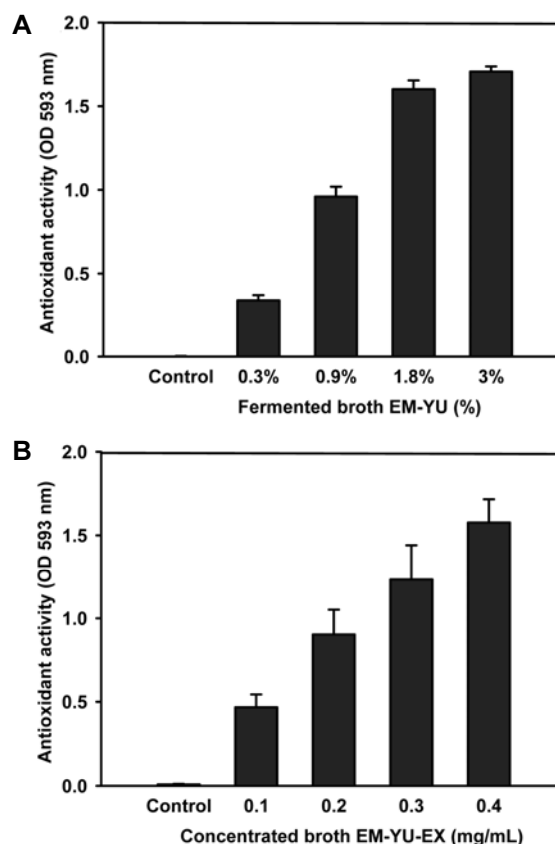 A
Antioxidant activity (OD 593 nm)
2.0
1.5
1.0
0.5
0.0
Control 0.3% 0.9% 1.8% 3%
Fermented broth EM-YU (%)
B
Antioxidant activity (OD 593 nm)
2.0
1.5
1.0
0.5
0.0
Control 0.1 0.2 0.3 0.4
Concentrated broth EM-YU-EX (mg/mL)